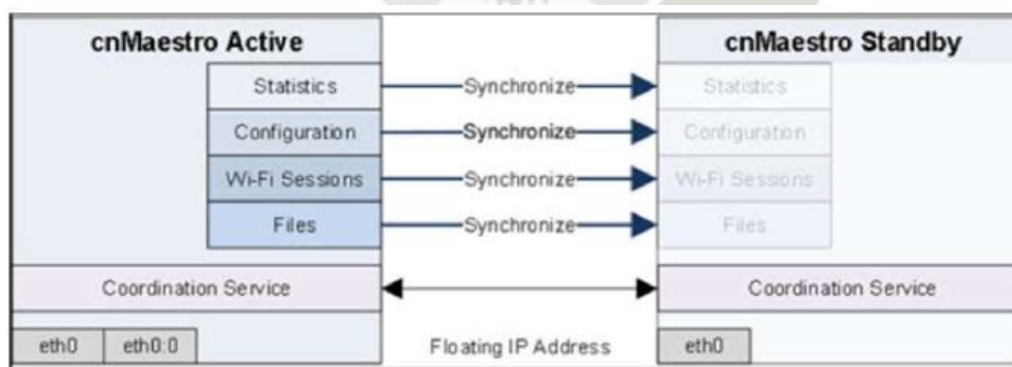 cnMaestro Active cnMaestro Standby
Statistics Synchronize Statistics
Configuration Synchronize Configuration
Wi-Fi Sessions Synchronize Wi-Fi Sessions
Files Synchronize Files
Coordination Service Coordination Service
eth0 eth0:0 Floating IP Address eth0